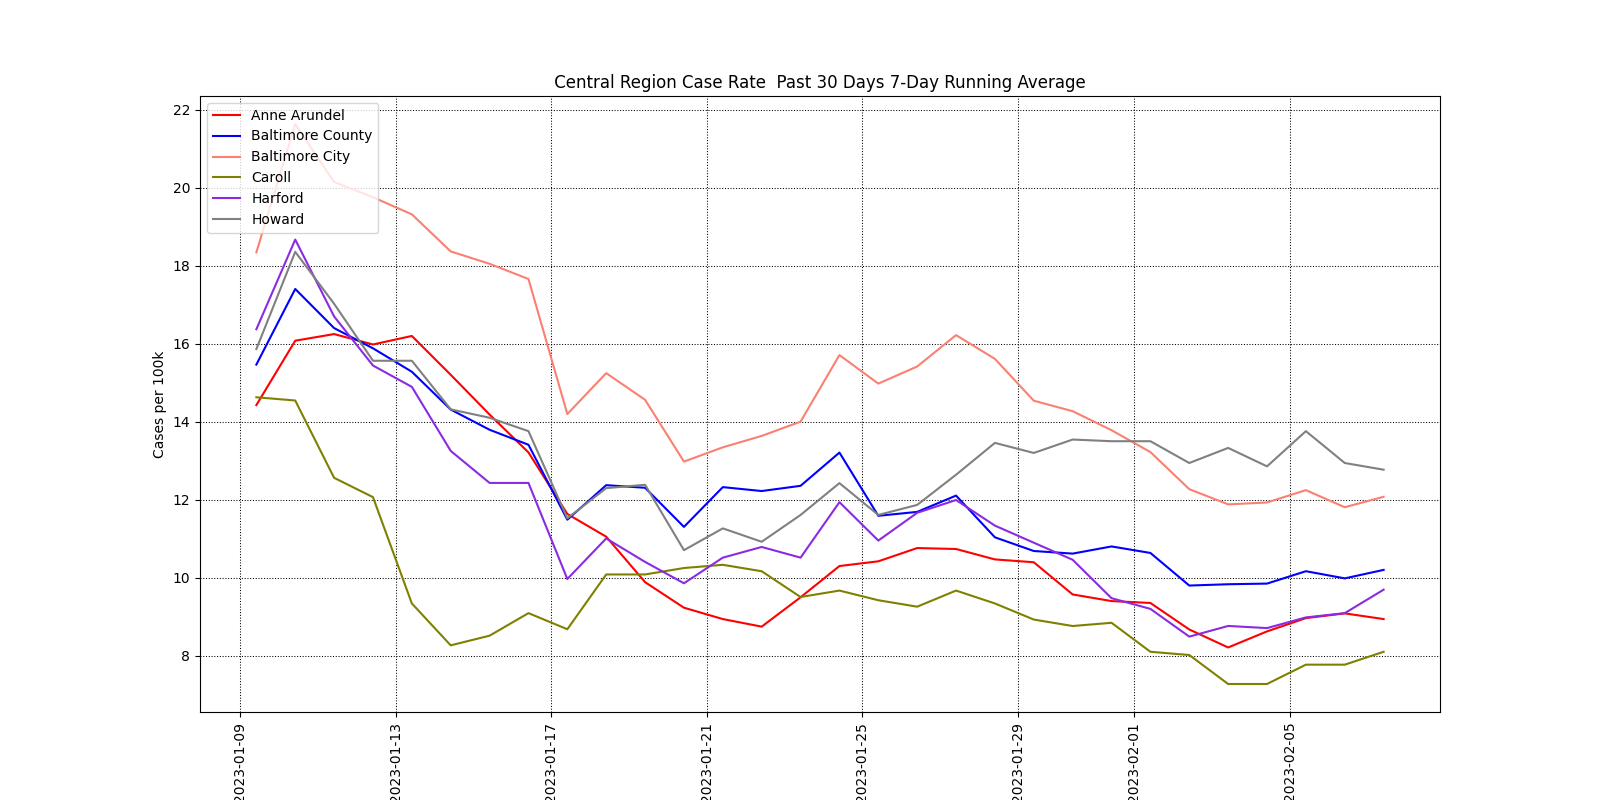 Central Region Case Rate  Past 30 Days 7-Day Running Average
Anne Arundel
Baltimore County
Baltimore City
Caroll
Harford
Howard
Cases per 100k
22
20
18
16
14
12
10
8
2023-01-09
2023-01-13
2023-01-17
2023-01-21
2023-01-25
2023-01-29
2023-02-01
2023-02-05